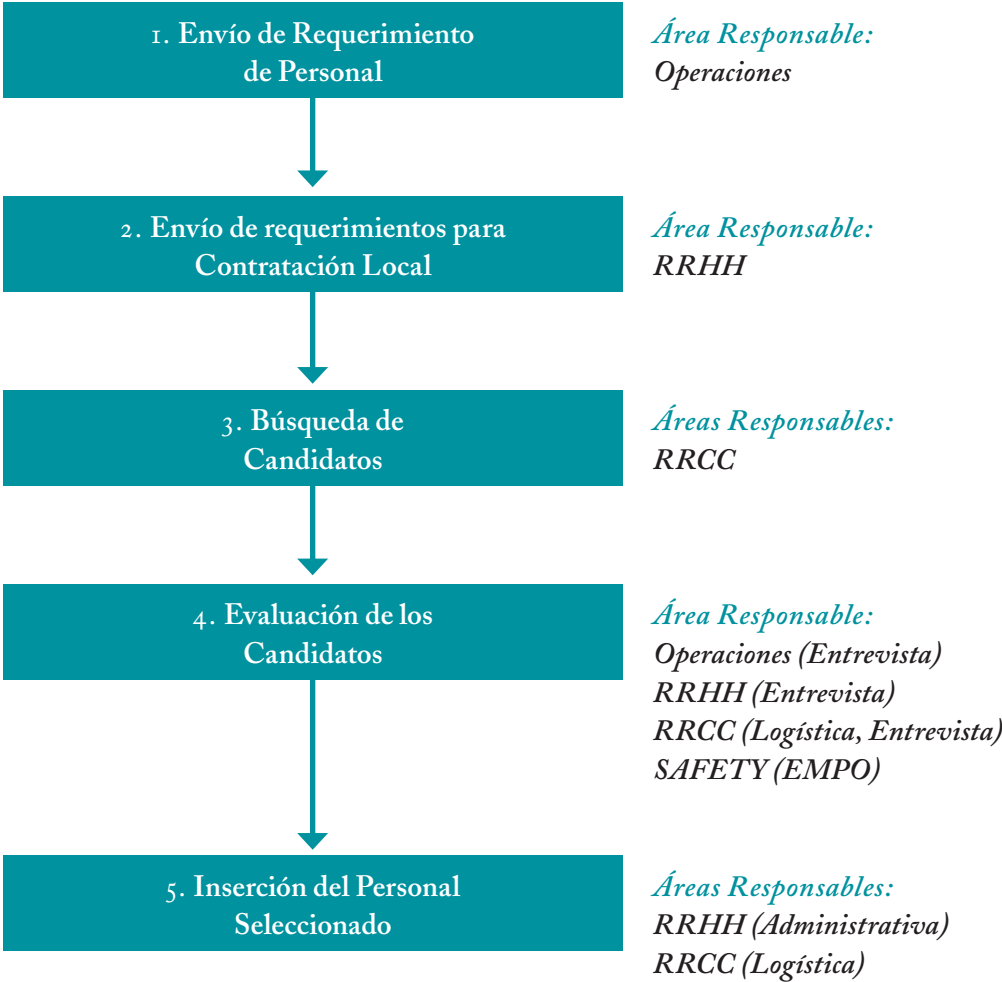 1. Envío de Requerimiento
de Personal
Área Responsable:
Operaciones
2. Envío de requerimientos para
Contratación Local
Área Responsable:
RRHH
3. Búsqueda de
Candidatos
Áreas Responsables:
RRCC
4. Evaluación de los
Candidatos
Área Responsable:
Operaciones (Entrevista)
RRHH (Entrevista)
RRCC (Logística, Entrevista)
SAFETY (EMPO)
5. Inserción del Personal
Seleccionado
Áreas Responsables:
RRHH (Administrativa)
RRCC (Logística)